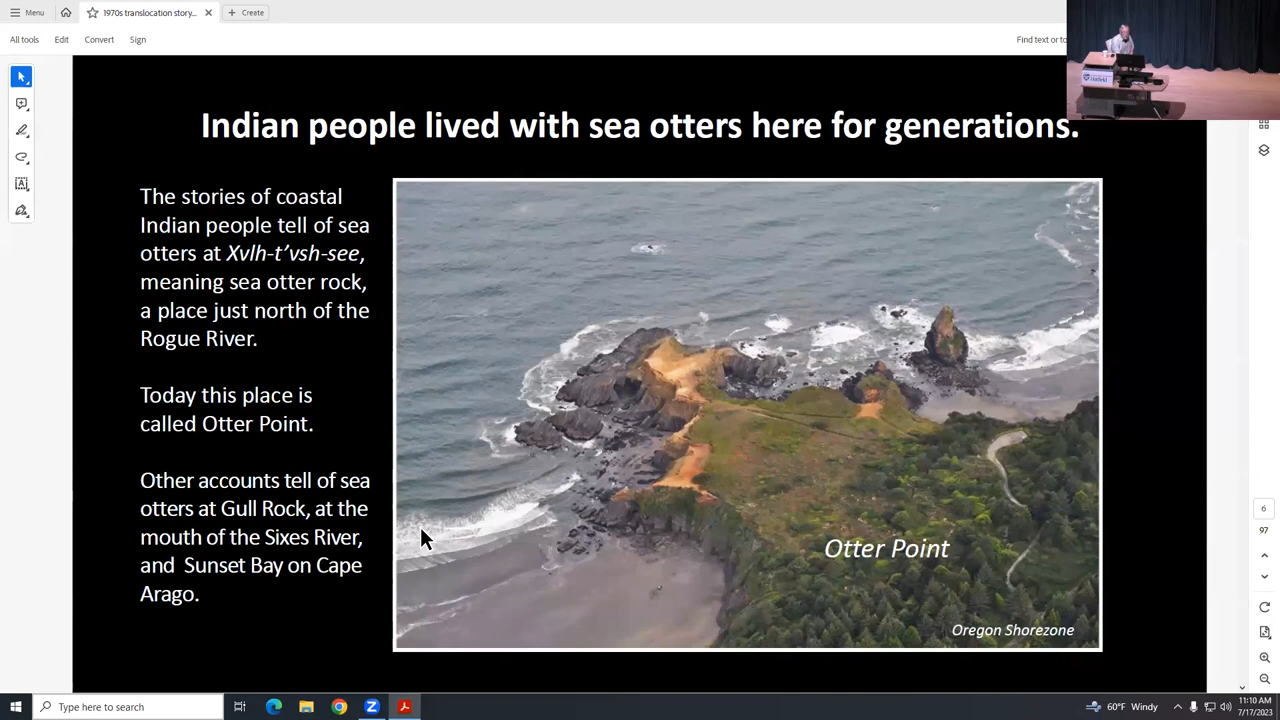 Menu
1970s translocation story...
Create
All tools
Edit
Convert
Sign
Find text or to
Indian people lived with sea otters here for generations.
The stories of coastal
Indian people tell of sea
otters at Xvlh-t’vsh-see,
meaning sea otter rock,
a place just north of the
Rogue River.
Today this place is
called Otter Point.
Other accounts tell of sea
otters at Gull Rock, at the
mouth of the Sixes River,
and  Sunset Bay on Cape
Arago.
Otter Point
Oregon Shorezone
6
97
Type here to search
60°F Windy
11:10 AM
7/17/2023